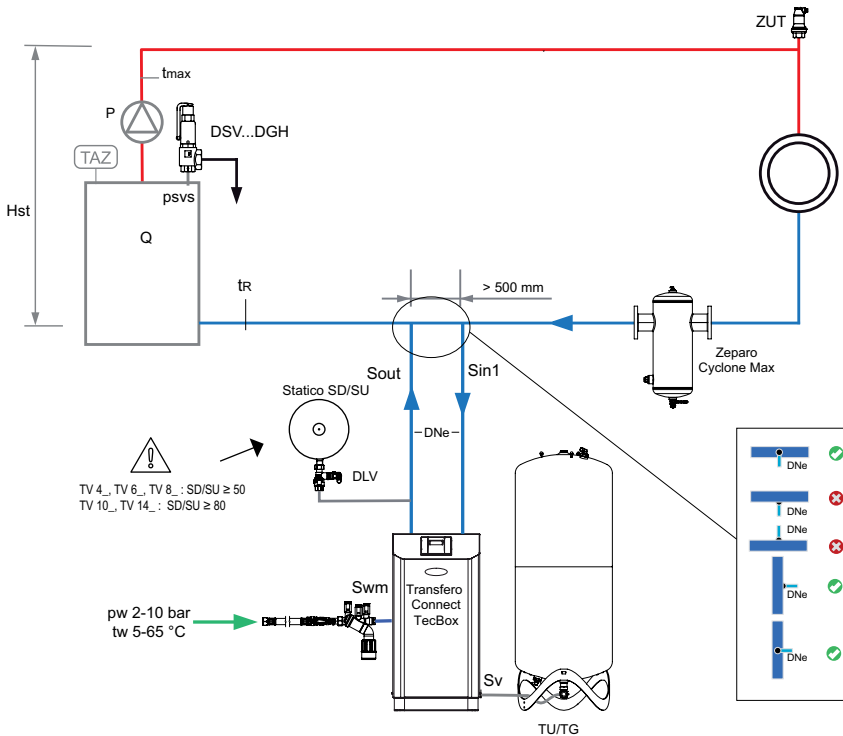 ZUT
tmax
P
DSV...DGH
TAZ
psvs
Hst
Q
tR
> 500 mm
Zeparo
Cyclone Max
Sout
Sin1
Statico SD/SU
DNe
DLV
TV 4_, TV 6_, TV 8_ : SD/SU ≥ 50
TV 10_, TV 14_ : SD/SU ≥ 80
DNe
DNe
DNe
DNe
DNe
Swm
Transfero
Connect
TecBox
pw 2-10 bar
tw 5-65 °C
Sv
TU/TG